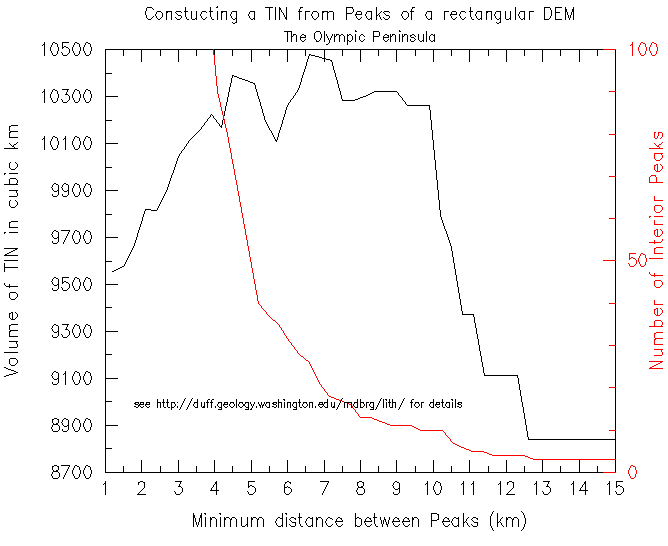 Constucting a TIN from Peaks of a rectangular DEM
The Olympic Peninsula
10500
10300
10100
9900
9700
9500
9300
9100
8900
8700
Volume of TIN in cubic km
100
50
0
Number of Interior Peaks
see http://duff.geology.washington.edu/mdbrg/lith/ for details
1 2 3 4 5 6 7 8 9 10 11 12 13 14 15
Minimum distance between Peaks (km)